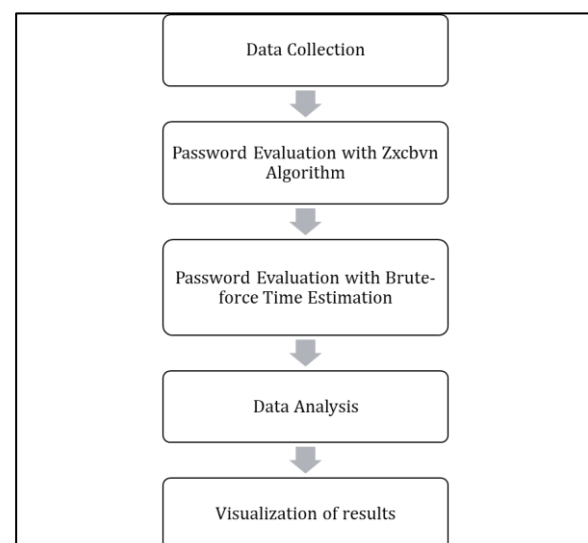 Data Collection
Password Evaluation with Zxcbvn
Algorithm
Password Evaluation with Brute-
force Time Estimation
Data Analysis
Visualization of results